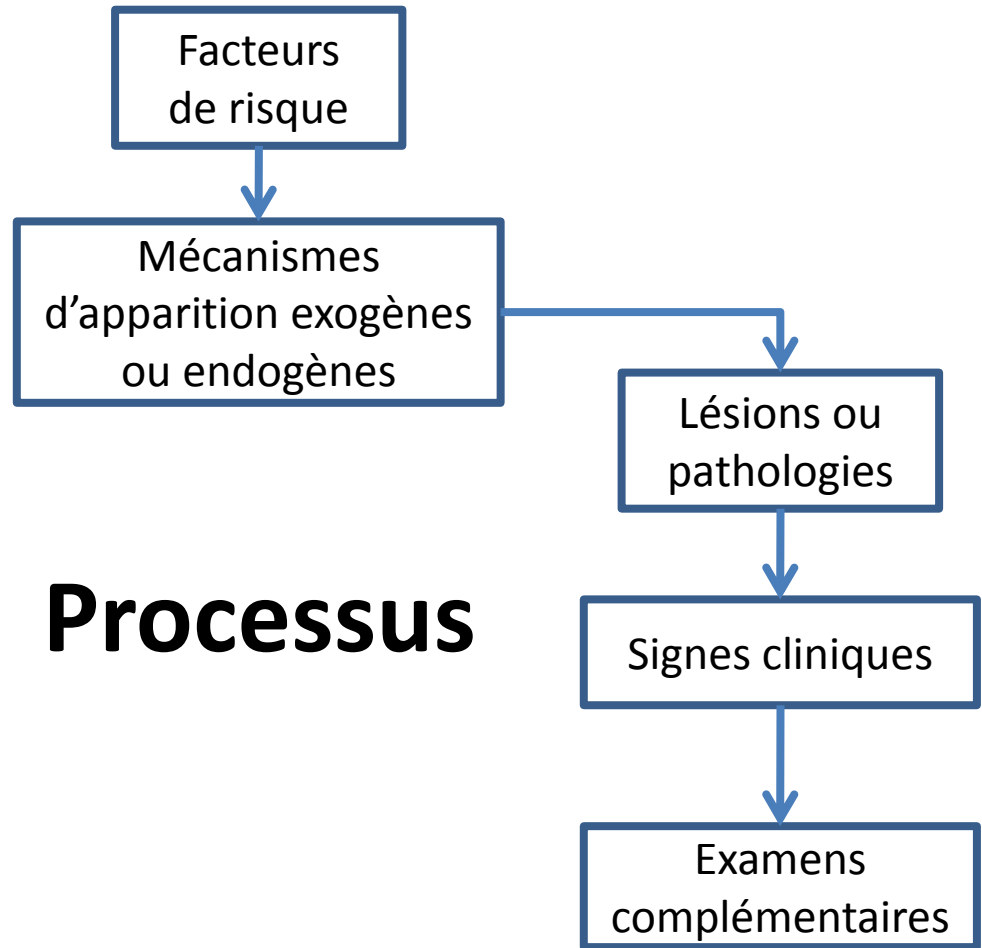 Facteurs
de risque
Mécanismes
d’apparition exogènes
ou endogènes
Lésions ou
pathologies
Processus
Signes cliniques
Examens
complémentaires